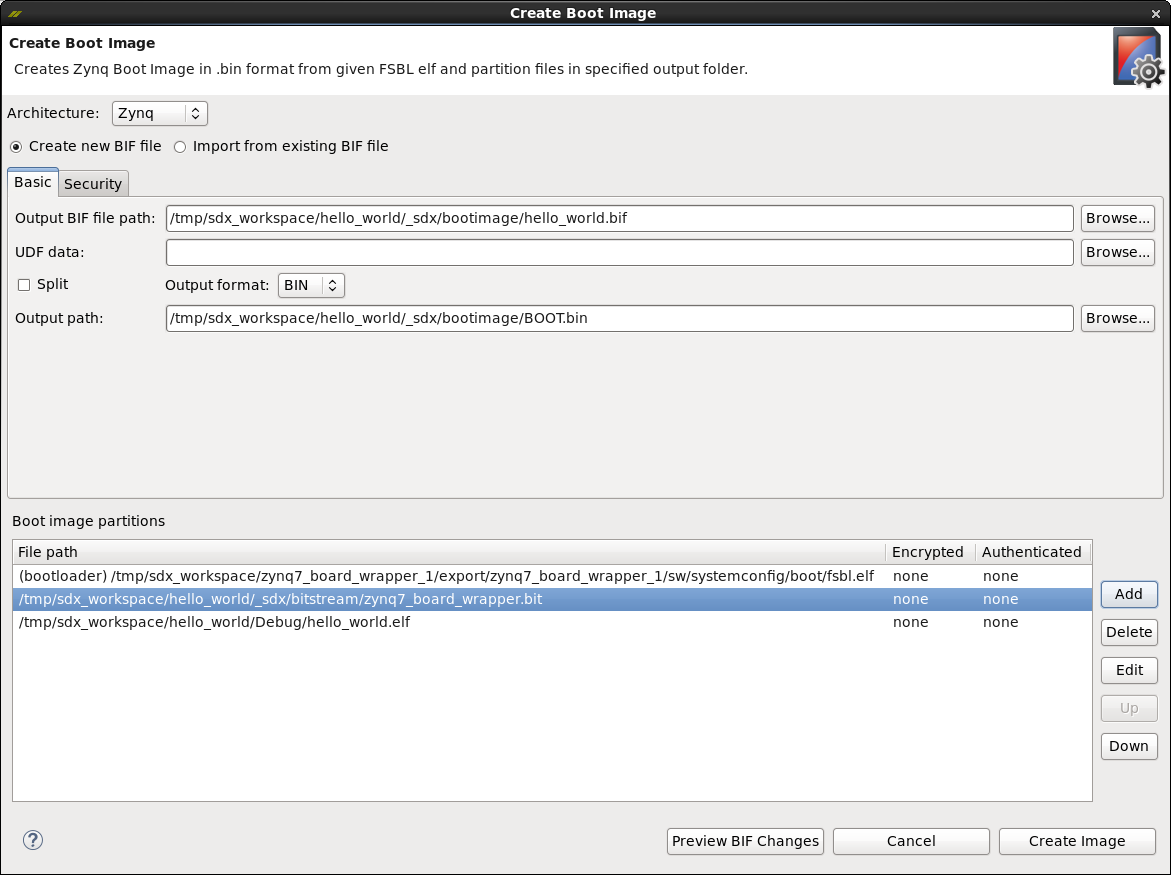 Create Boot Image
Create Boot Image
Creates Zynq Boot Image in .bin format from given FSBL elf and partition files in specified output folder.
Architecture: Zynq
Create new BIF file Import from existing BIF file
Basic Security
Output BIF file path: /tmp/sdx_workspace/hello_world/_sdx/bootimage/hello_world.bif Browse...
UDF data: Browse...
Split Output format: BIN
Output path: /tmp/sdx_workspace/hello_world/_sdx/bootimage/BOOT.bin Browse...
Boot image partitions
File path Encrypted Authenticated
(bootloader) /tmp/sdx_workspace/zynq7_board_wrapper_1/export/zynq7_board_wrapper_1/sw/systemconfig/boot/fsbl.elf none none
/tmp/sdx_workspace/hello_world/_sdx/bitstream/zynq7_board_wrapper.bit none none
/tmp/sdx_workspace/hello_world/Debug/hello_world.elf none none
Add
Delete
Edit
Up
Down
? Preview BIF Changes Cancel Create Image